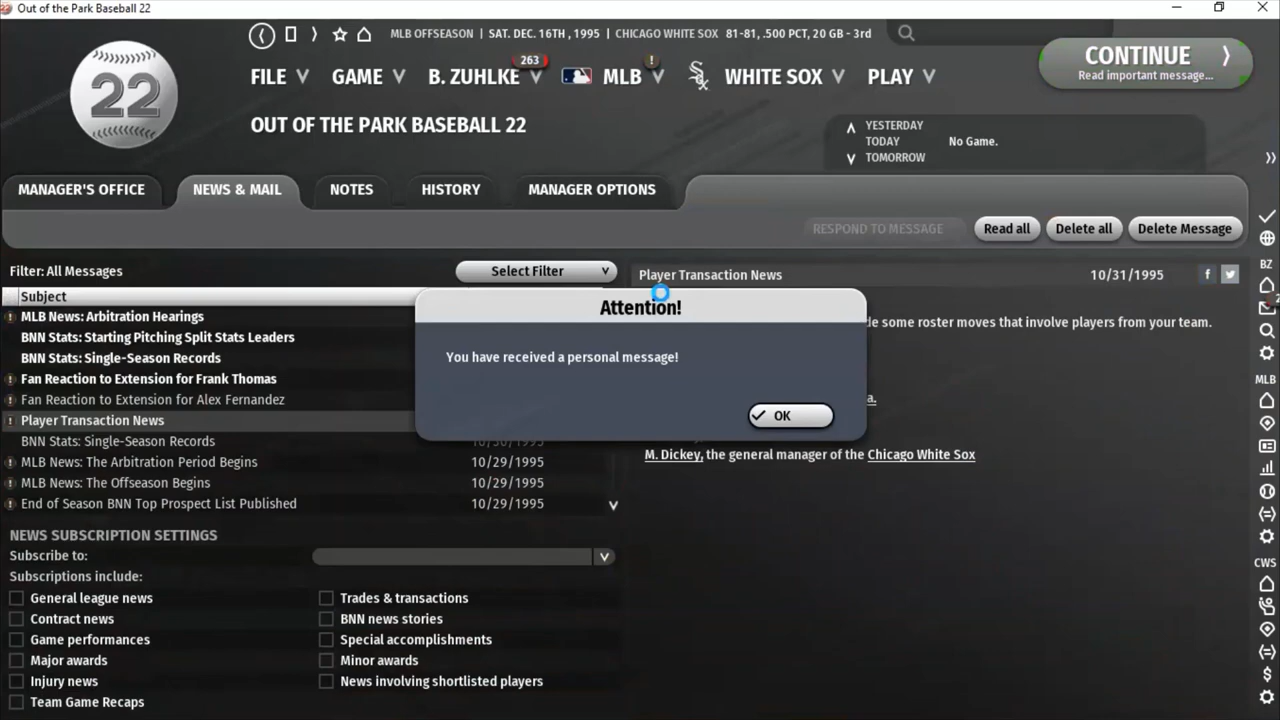 Out of the Park Baseball 22
MLB OFFSEASON | SAT. DEC. 16TH, 1995 | CHICAGO WHITE SOX 81-81, .500 PCT, 20 GB - 3rd
22
FILE GAME B. ZUHLKE 263 MLB ! WHITE SOX PLAY
CONTINUE
Read important message...
OUT OF THE PARK BASEBALL 22
YESTERDAY
TODAY No Game.
TOMORROW
MANAGER'S OFFICE NEWS & MAIL NOTES HISTORY MANAGER OPTIONS
RESPOND TO MESSAGE Read all Delete all Delete Message
Filter: All Messages Select Filter
Player Transaction News 10/31/1995
Subject
MLB News: Arbitration Hearings
BNN Stats: Starting Pitching Split Stats Leaders
BNN Stats: Single-Season Records
Fan Reaction to Extension for Frank Thomas
Fan Reaction to Extension for Alex Fernandez
Player Transaction News
BNN Stats: Single-Season Records 10/30/1995
MLB News: The Arbitration Period Begins 10/29/1995
MLB News: The Offseason Begins 10/29/1995
End of Season BNN Top Prospect List Published 10/29/1995
Attention!
You have received a personal message!
OK
some roster moves that involve players from your team.
a.
M. Dickey, the general manager of the Chicago White Sox
NEWS SUBSCRIPTION SETTINGS
Subscribe to:
Subscriptions include:
General league news Trades & transactions
Contract news BNN news stories
Game performances Special accomplishments
Major awards Minor awards
Injury news News involving shortlisted players
Team Game Recaps
BZ
MLB
CWS